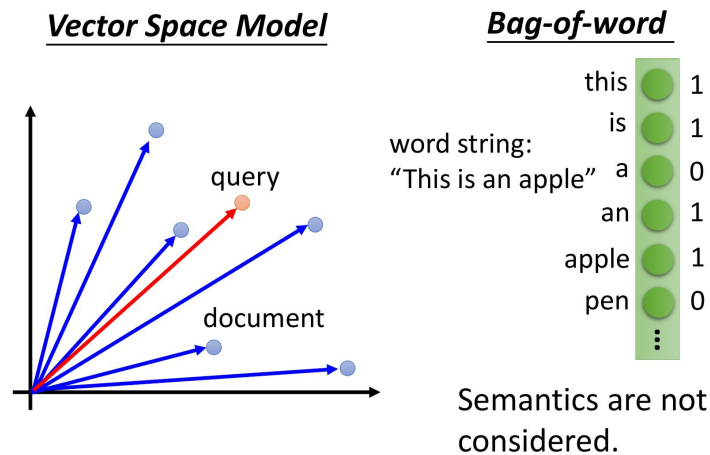 Vector Space Model
query
document
Bag-of-word
word string:
“This is an apple”
this 1
is 1
a 0
an 1
apple 1
pen 0
Semantics are not
considered.